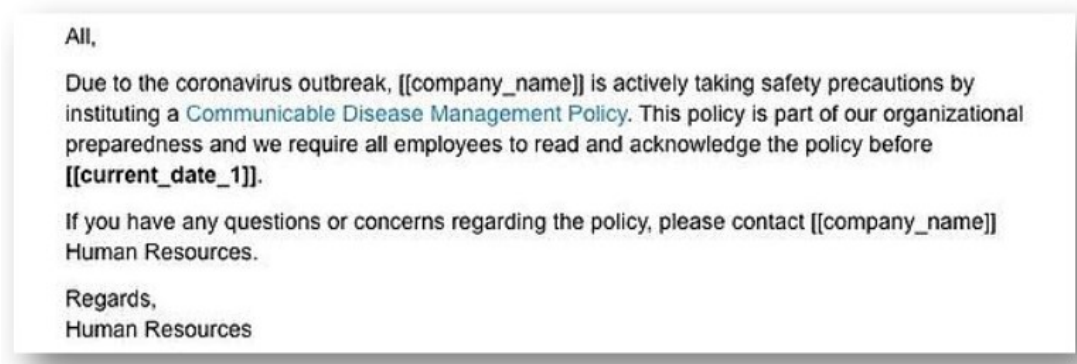 All,
Due to the coronavirus outbreak, [[company_name]] is actively taking safety precautions by
instituting a Communicable Disease Management Policy. This policy is part of our organizational
preparedness and we require all employees to read and acknowledge the policy before
[[current_date_1]].
If you have any questions or concerns regarding the policy, please contact [[company_name]]
Human Resources.
Regards,
Human Resources